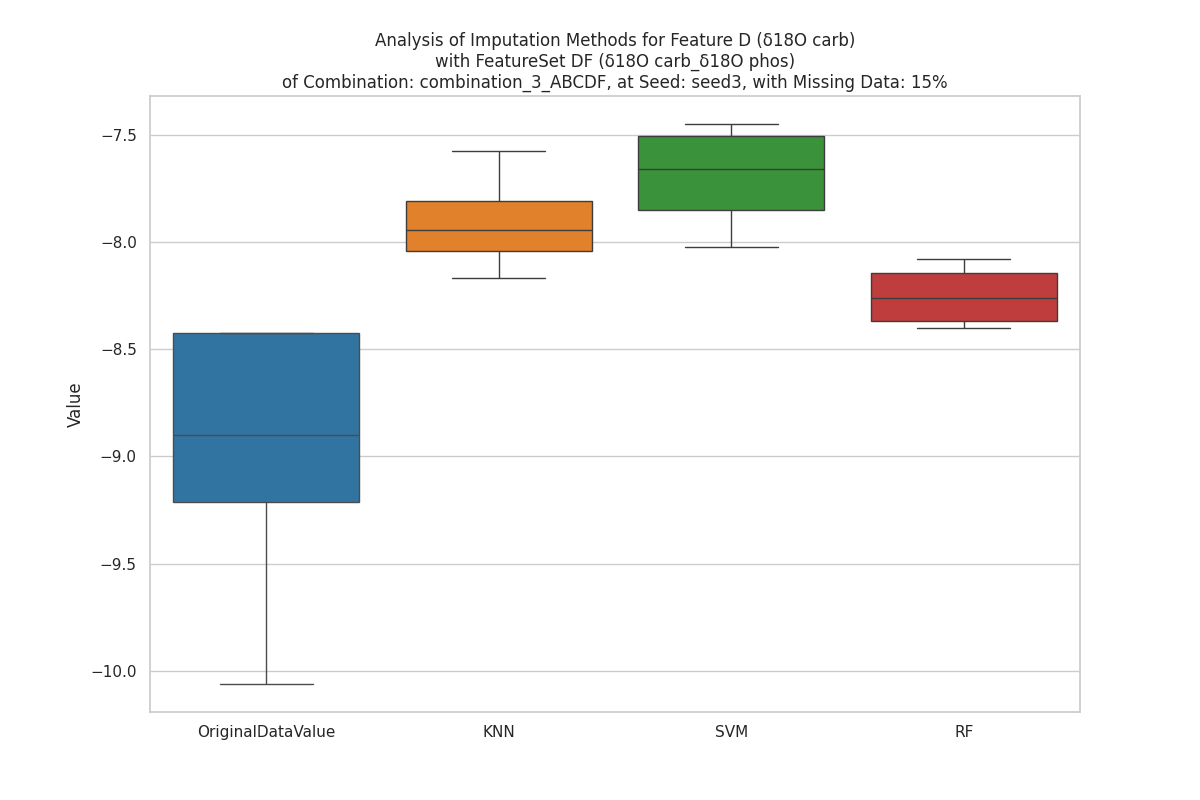 Analysis of Imputation Methods for Feature D (δ18O carb)
with FeatureSet DF (δ18O carb_δ18O phos)
of Combination: combination_3_ABCDF, at Seed: seed3, with Missing Data: 15%
−7.5
−8.0
−8.5
−9.0
−9.5
−10.0
Value
OriginalDataValue
KNN
SVM
RF